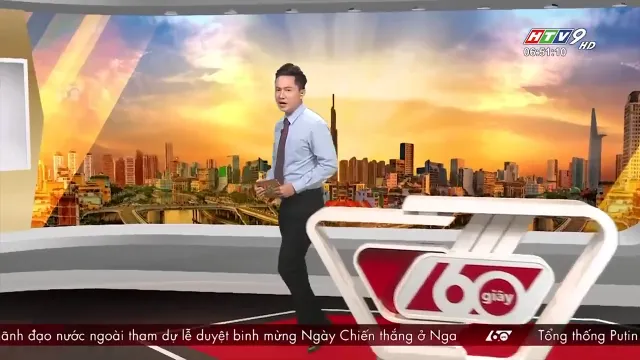 HTV9 HD
06:51:10
60 giây
ãnh đạo nước ngoài tham dự lễ duyệt binh mừng Ngày Chiến thắng ở Nga 60 Tổng thống Putin